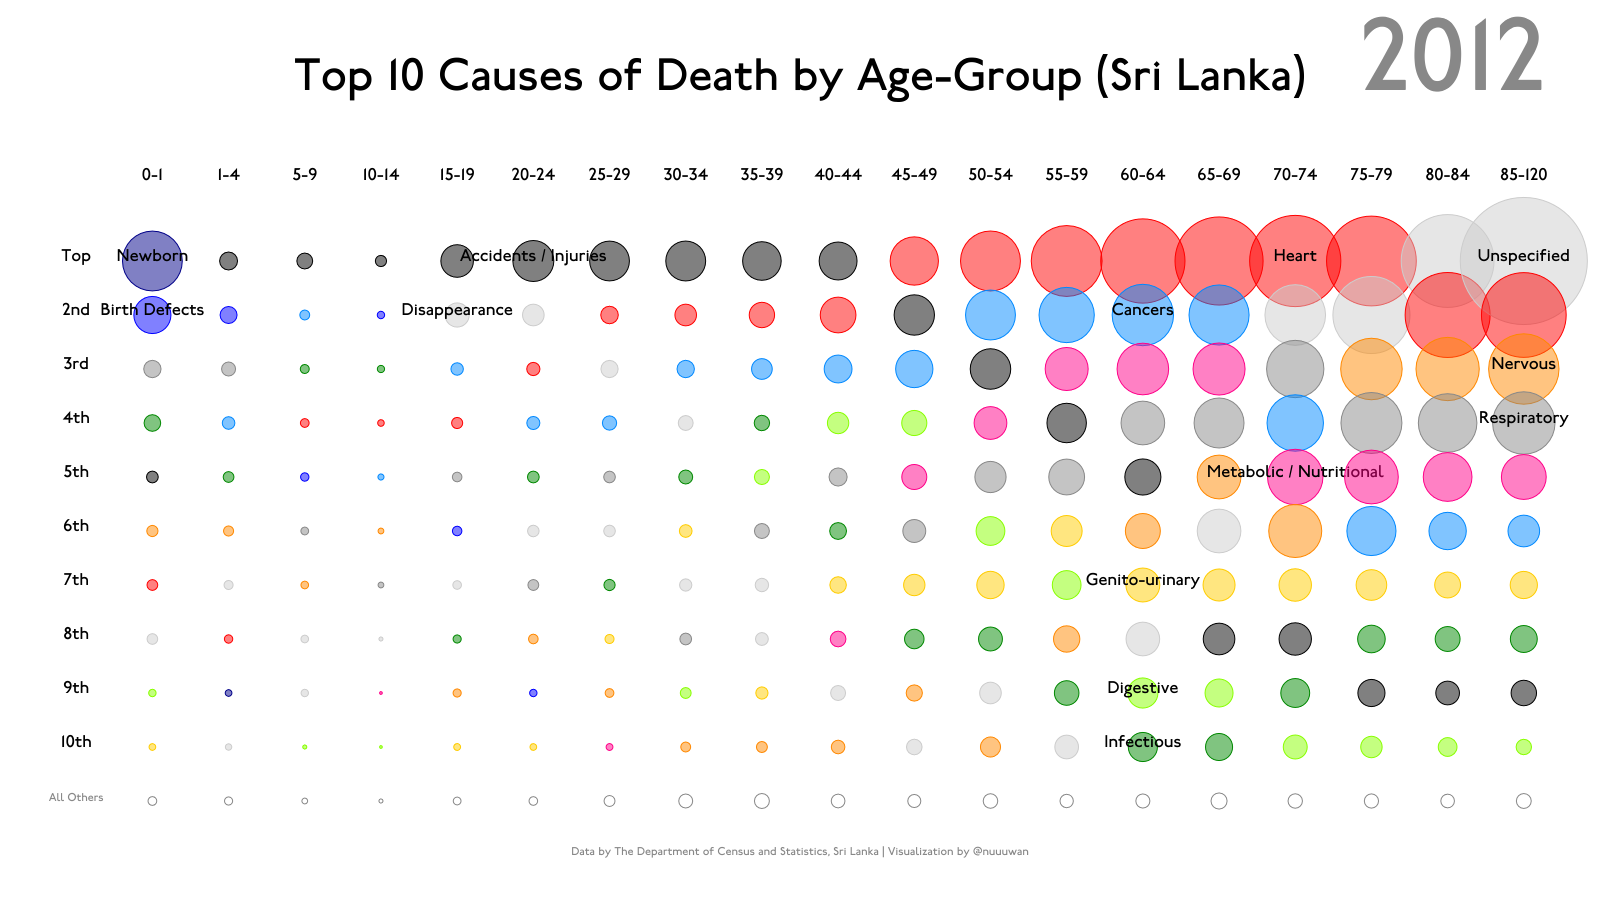 2012
Top 10 Causes of Death by Age-Group (Sri Lanka)
0-1 1-4 5-9 10-14 15-19 20-24 25-29 30-34 35-39 40-44 45-49 50-54 55-59 60-64 65-69 70-74 75-79 80-84 85-120
Top Newborn Accidents / Injuries Heart Unspecified
2nd Birth Defects Disappearance Cancers
3rd Nervous
4th Respiratory
5th Metabolic / Nutritional
6th
7th Genito-urinary
8th
9th Digestive
10th Infectious
All Others
Data by The Department of Census and Statistics, Sri Lanka | Visualization by @nuuuwan